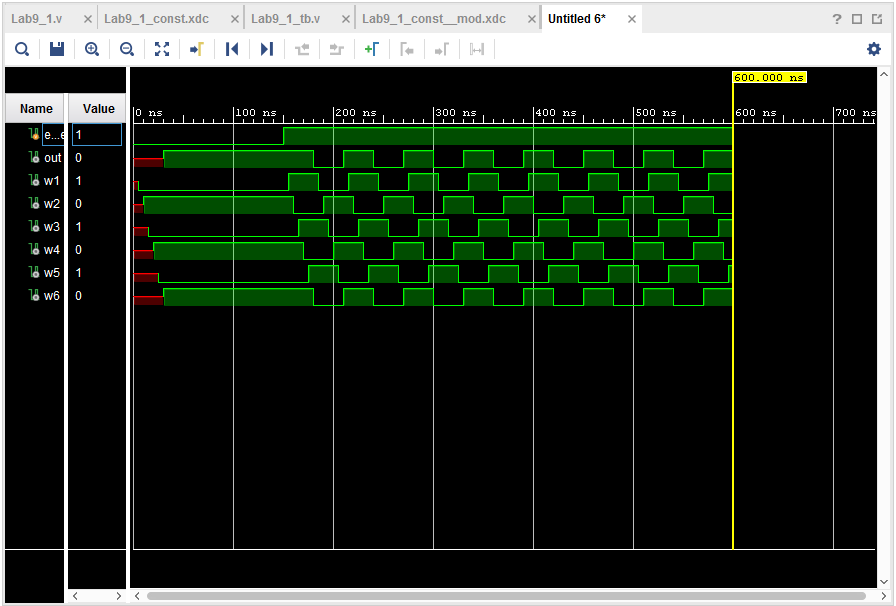 Lab9_1.v Lab9_1_const.xdc Lab9_1_tb.v Lab9_1_const__mod.xdc Untitled 6*
600.000 ns
Name Value
0 ns 100 ns 200 ns 300 ns 400 ns 500 ns 600 ns 700 ns
e...e 1
out 0
w1 1
w2 0
w3 1
w4 0
w5 1
w6 0